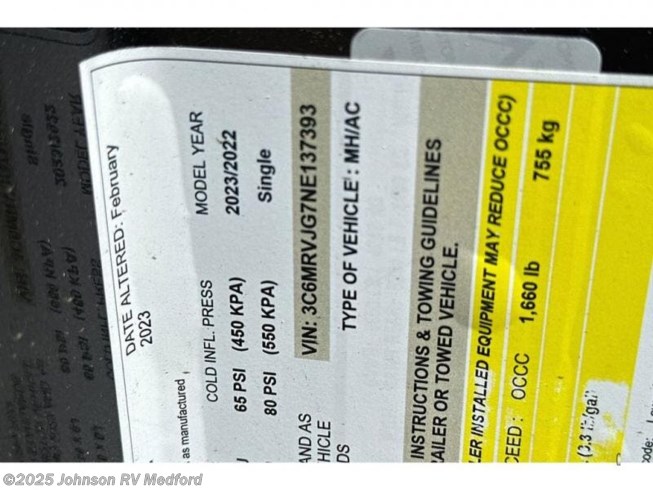 DATE ALTERED: February
2023
as manufactured
COLD INFL. PRESS MODEL YEAR
65 PSI (450 KPA) 2023/2022
80 PSI (550 KPA) Single
VIN: 3C6MRVJG7NE137393
AND AS
HICLE
DS
TYPE OF VEHICLE: MH/AC
INSTRUCTIONS & TOWING GUIDELINES
AILER OR TOWED VEHICLE.
LER INSTALLED EQUIPMENT MAY REDUCE OCCC)
CEED: OCCC 1,660 lb 755 kg
ode:
©2025 Johnson RV Medford